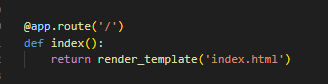 @app.route('/')
def index():
    return render_template('index.html')